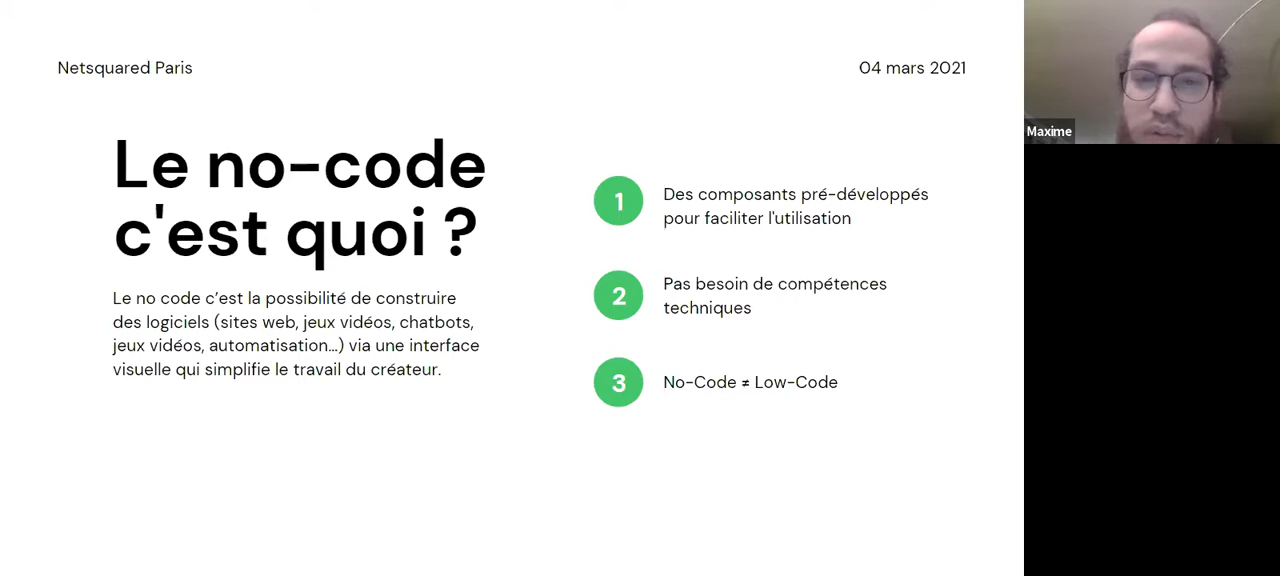 Netsquared Paris
04 mars 2021
Le no-code
c'est quoi ?
Le no code c’est la possibilité de construire
des logiciels (sites web, jeux vidéos, chatbots,
jeux vidéos, automatisation...) via une interface
visuelle qui simplifie le travail du créateur.
1
Des composants pré-développés
pour faciliter l'utilisation
2
Pas besoin de compétences
techniques
3
No-Code ≠ Low-Code
Maxime